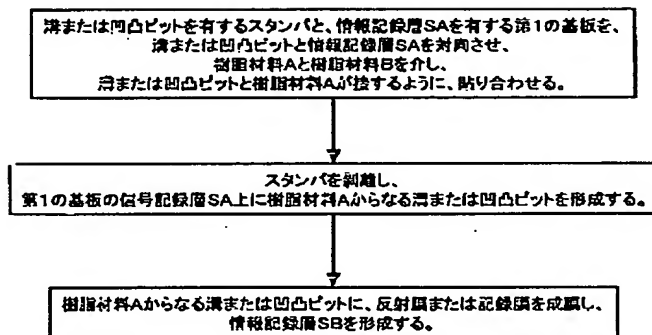 溝または凹凸ピットを有するスタンパと、情報記録層SAを有する第1の基板を、
溝または凹凸ピットと情報記録層SAを対向させ、
樹脂材料Aと樹脂材料Bを介し、
溝または凹凸ピットと樹脂材料Aが接するように、貼り合わせる。
スタンパを剥離し、
第1の基板の信号記録層SA上に樹脂材料Aからなる溝または凹凸ピットを形成する。
樹脂材料Aからなる溝または凹凸ピットに、反射膜または記録膜を成膜し、
情報記録層SBを形成する。